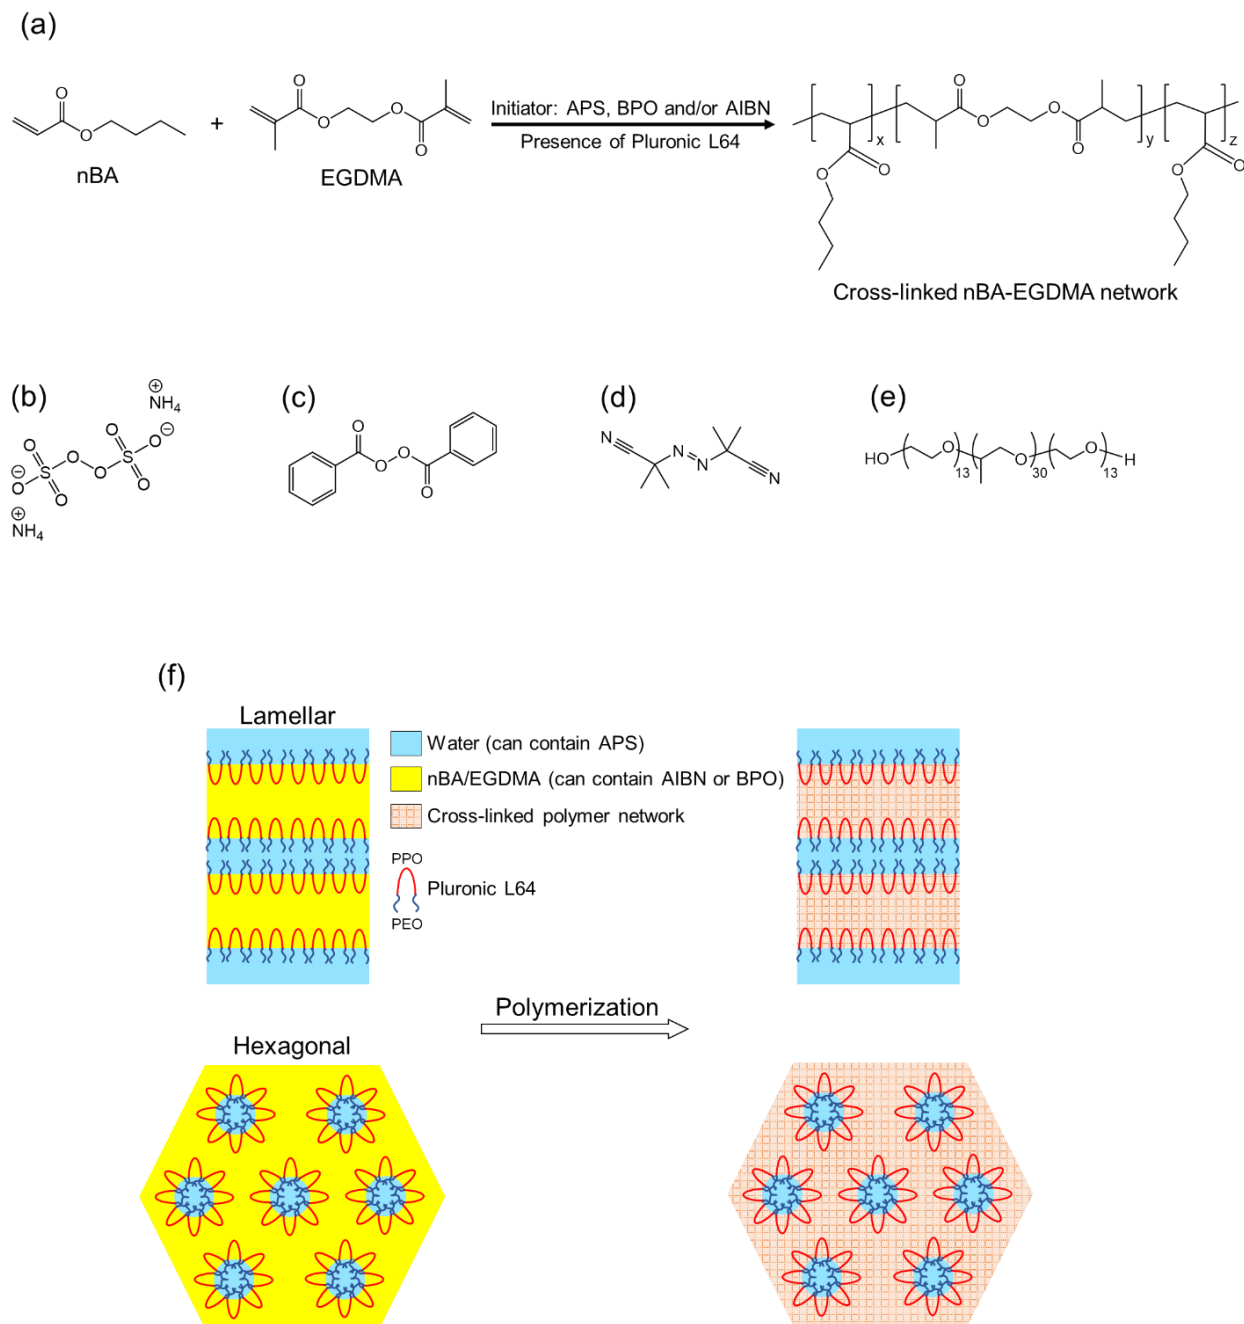 (a)
O
O
nBA
+
O
O
O
O
EGDMA
Initiator: APS, BPO and/or AIBN
Presence of Pluronic L64
x
O
O
O
O
O
O
y
z
O
O
Cross-linked nBA-EGDMA network
(b)
⊕
NH4
O
O
S
O⊖
O
O
O
⊖
O
S
O
O
⊕
NH4
(c)
O
O
O
O
(d)
N
N
N
N
(e)
HO
O
13
O
30
O
13
H
(f)
Lamellar
Water (can contain APS)
nBA/EGDMA (can contain AIBN or BPO)
Cross-linked polymer network
PPO
Pluronic L64
PEO
Polymerization
Hexagonal